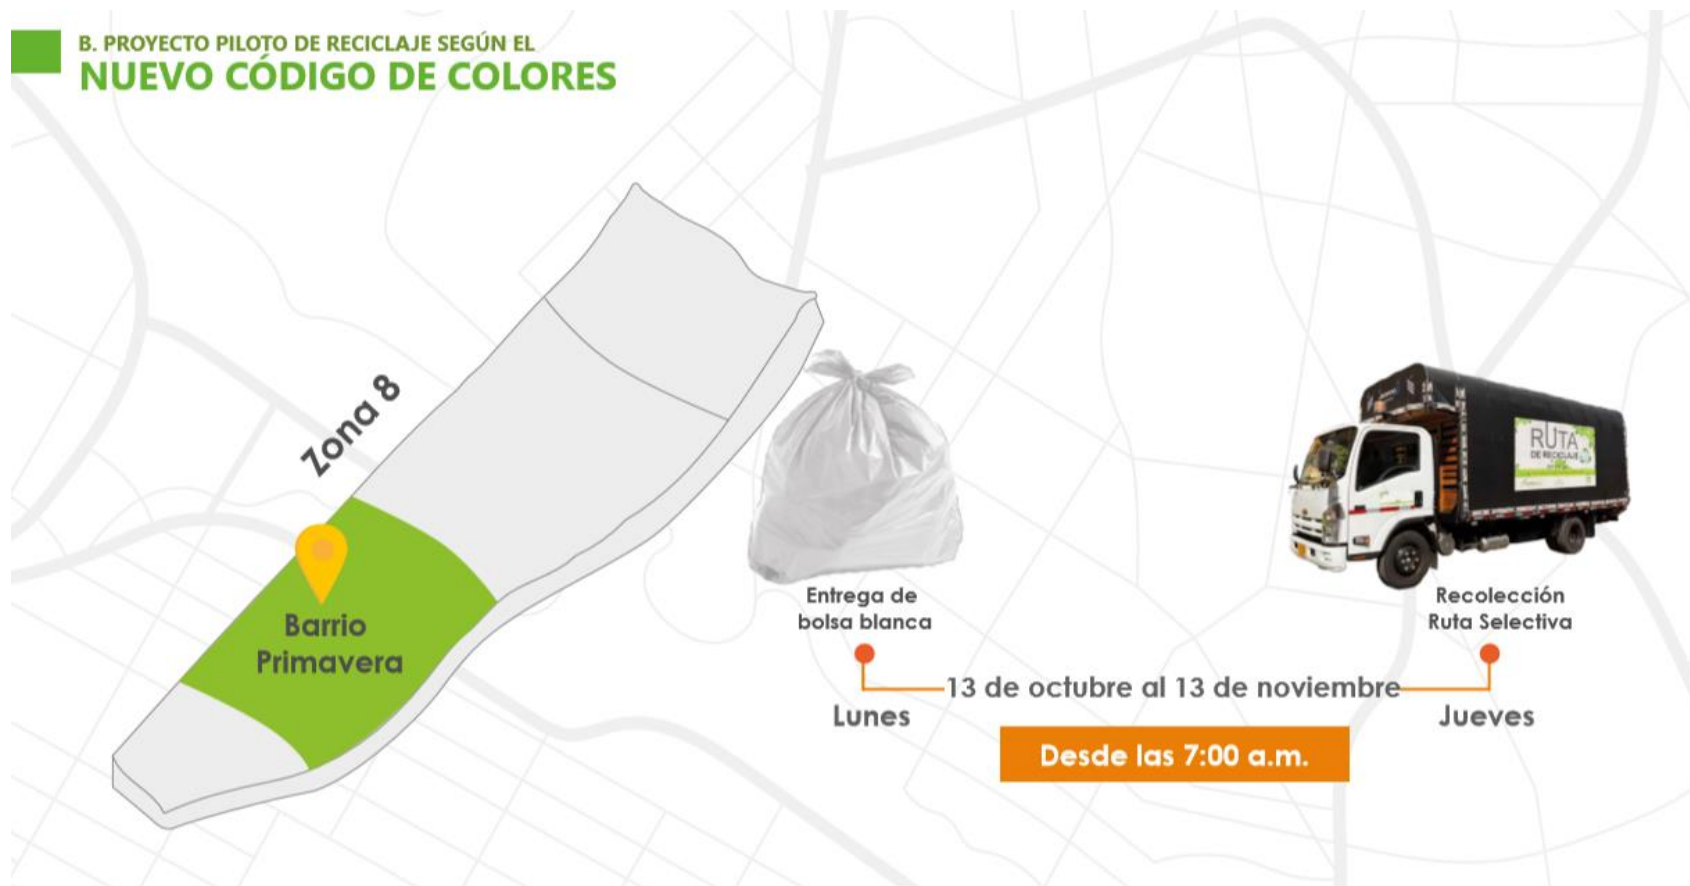 B. PROYECTO PILOTO DE RECICLAJE SEGÚN EL
NUEVO CÓDIGO DE COLORES
Zona 8
Barrio
Primavera
Entrega de
bolsa blanca
RUTA
DE RECICLAJE
Recolección
Ruta Selectiva
13 de octubre al 13 de noviembre
Lunes
Jueves
Desde las 7:00 a.m.